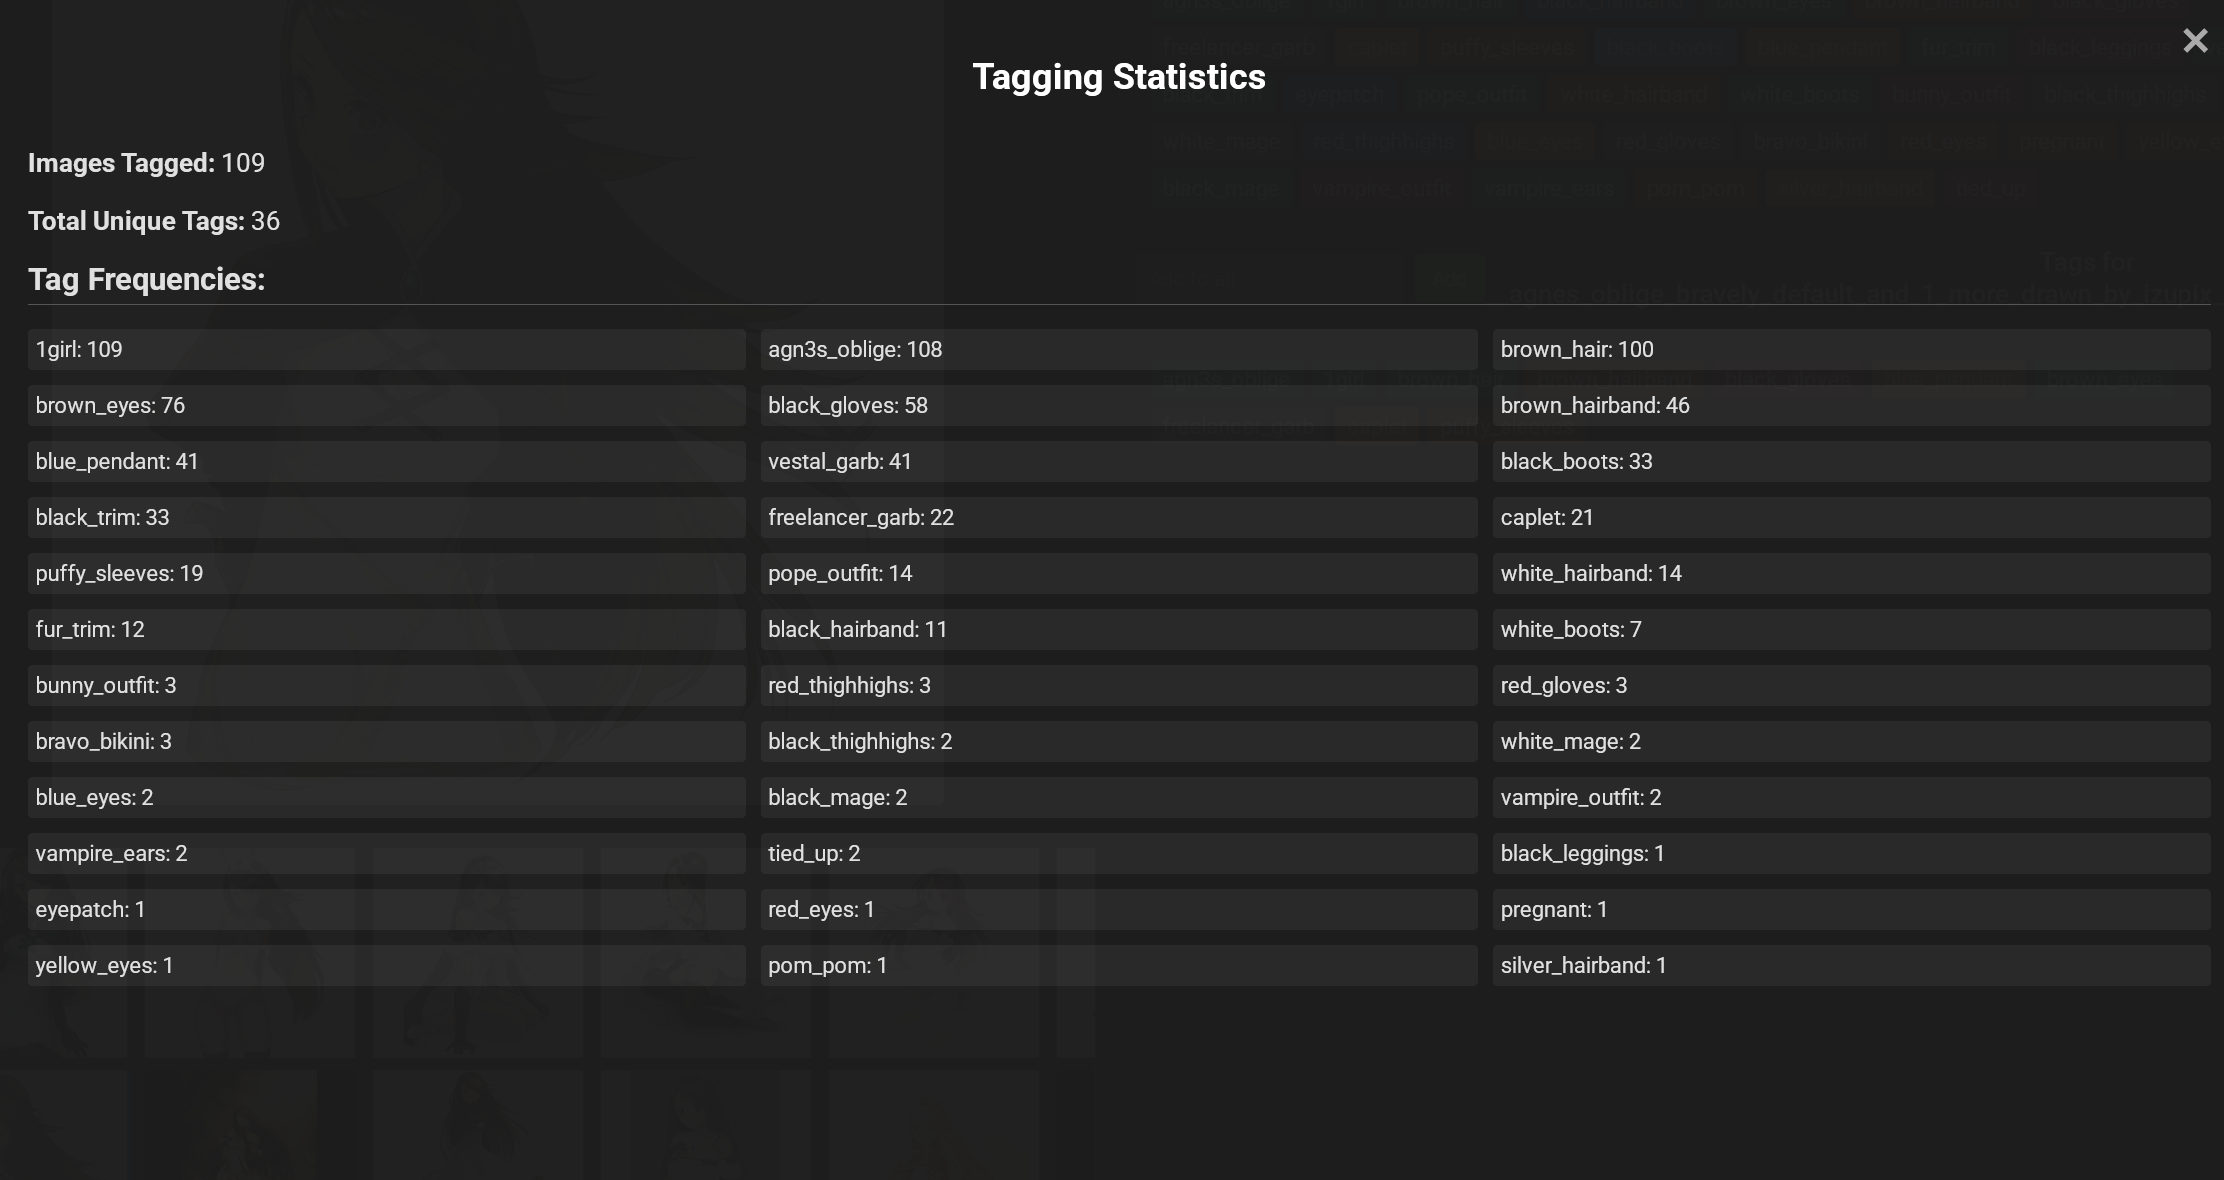 Tagging Statistics
Images Tagged: 109
Total Unique Tags: 36
Tag Frequencies:
1girl: 109
agn3s_oblige: 108
brown_hair: 100
brown_eyes: 76
black_gloves: 58
brown_hairband: 46
blue_pendant: 41
vestal_garb: 41
black_boots: 33
black_trim: 33
freelancer_garb: 22
caplet: 21
puffy_sleeves: 19
pope_outfit: 14
white_hairband: 14
fur_trim: 12
black_hairband: 11
white_boots: 7
bunny_outfit: 3
red_thighhighs: 3
red_gloves: 3
bravo_bikini: 3
black_thighhighs: 2
white_mage: 2
blue_eyes: 2
black_mage: 2
vampire_outfit: 2
vampire_ears: 2
tied_up: 2
black_leggings: 1
eyepatch: 1
red_eyes: 1
pregnant: 1
yellow_eyes: 1
pom_pom: 1
silver_hairband: 1